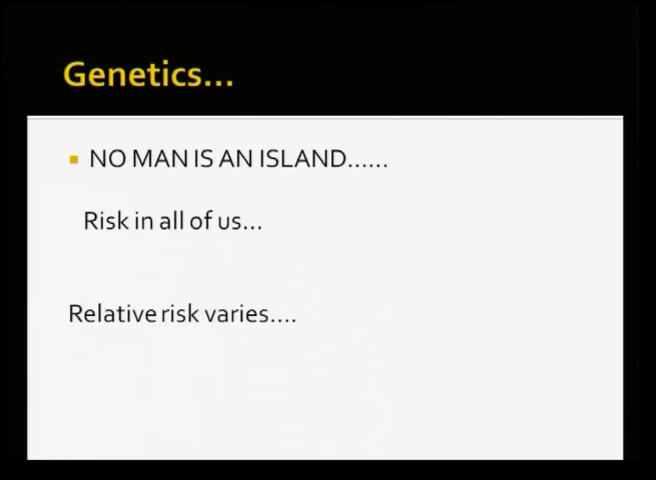 Genetics...
NO MAN IS AN ISLAND......
Risk in all of us...
Relative risk varies....